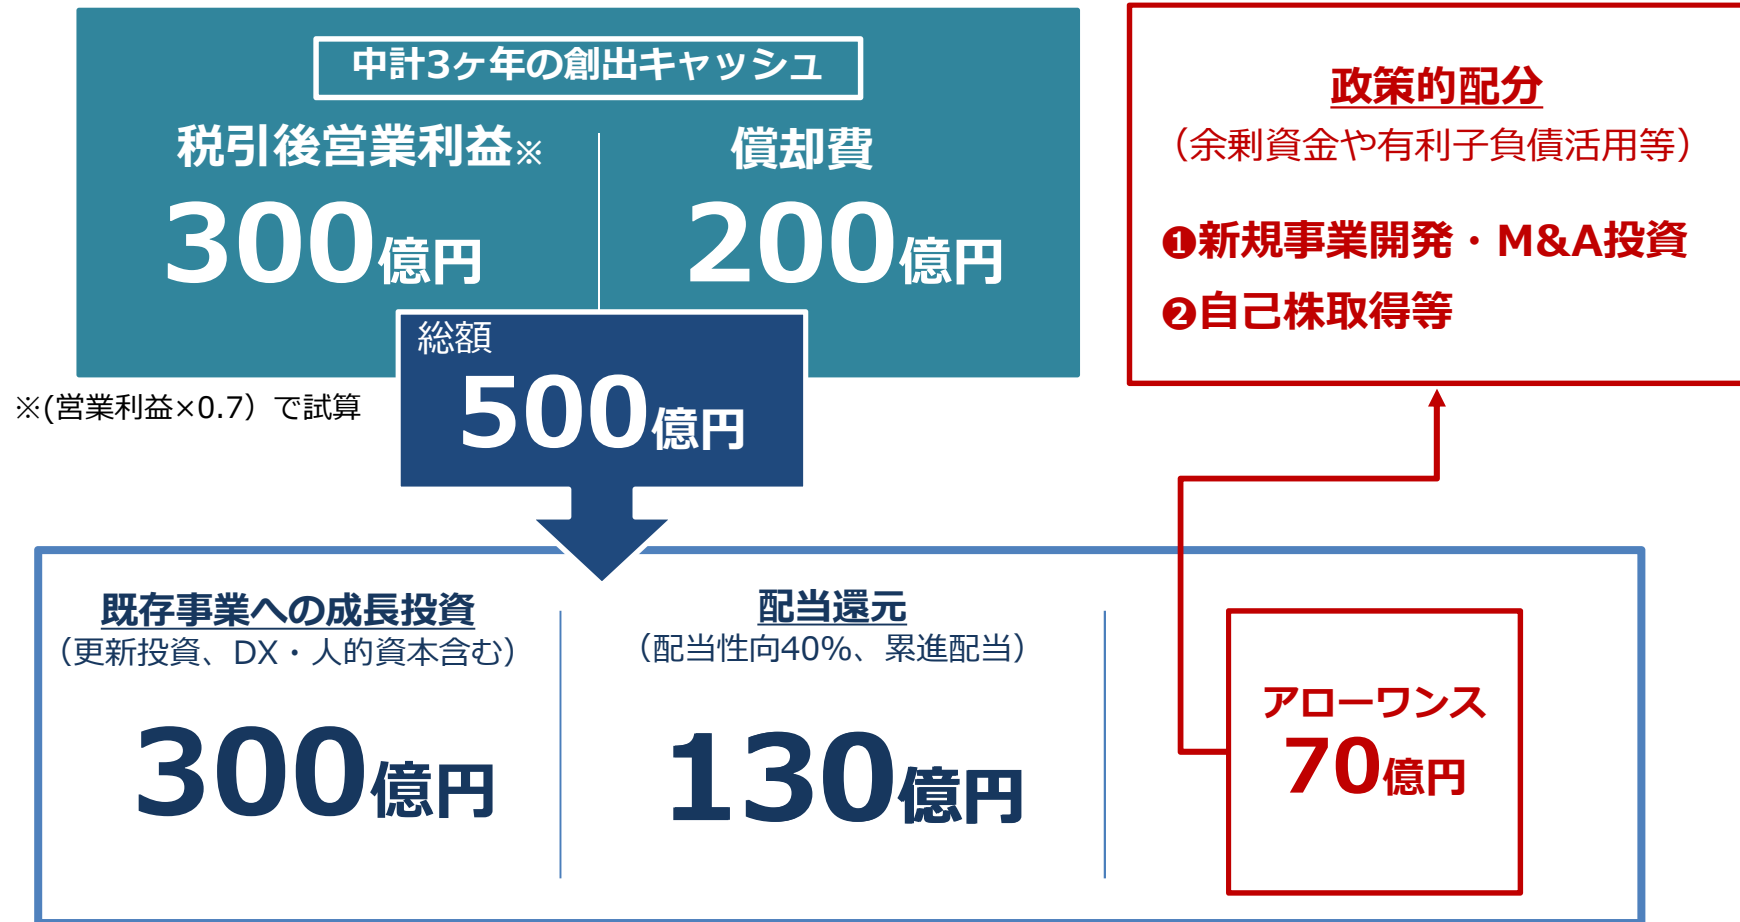 中計3ヶ年の創出キャッシュ
税引後営業利益※
300億円
償却費
200億円
総額
500億円
※(営業利益×0.7）で試算
政策的配分
（余剰資金や有利子負債活用等）
❶新規事業開発・M&A投資
❷自己株取得等
既存事業への成長投資
（更新投資、DX・人的資本含む）
300億円
配当還元
（配当性向40%、累進配当）
130億円
アローワンス
70億円